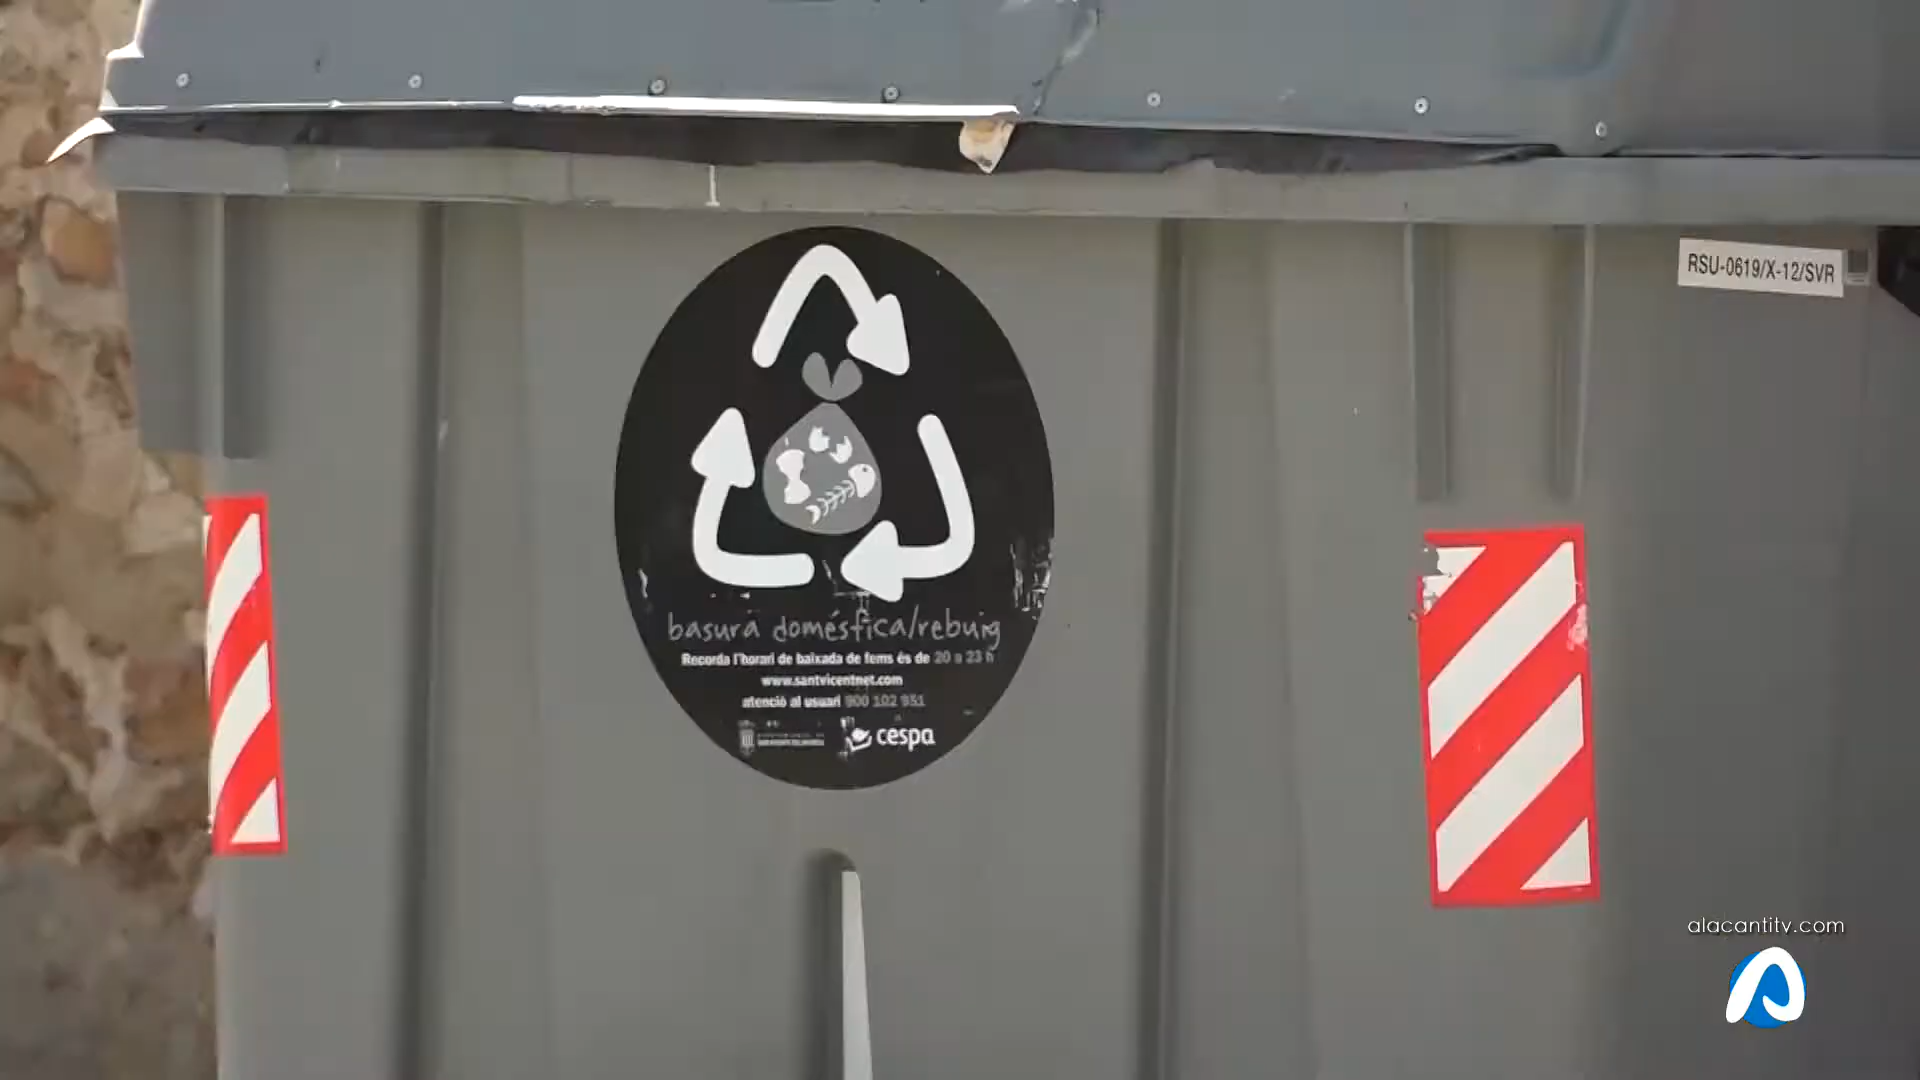 RSU-0619/X-12/SVR
basura doméstica/rebuig
Recorda l'horari de baixada de fems és de 20 a 23 h
www.santvicentnet.com
atenció al usuari 900 102 951
cespa
alacantitv.com